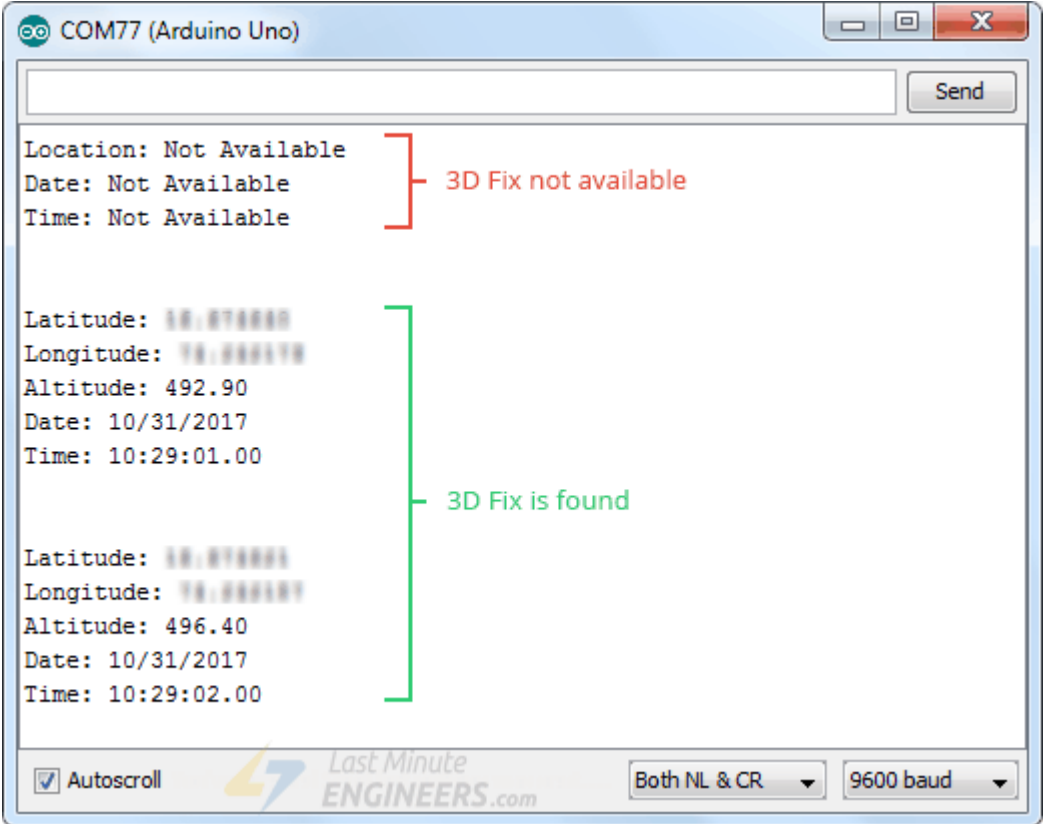 COM77 (Arduino Uno)
Send
Location: Not Available
Date: Not Available
Time: Not Available
3D Fix not available
Latitude:
Longitude:
Altitude: 492.90
Date: 10/31/2017
Time: 10:29:01.00
3D Fix is found
Latitude:
Longitude:
Altitude: 496.40
Date: 10/31/2017
Time: 10:29:02.00
Autoscroll
Last Minute
ENGINEERS.com
Both NL & CR
9600 baud